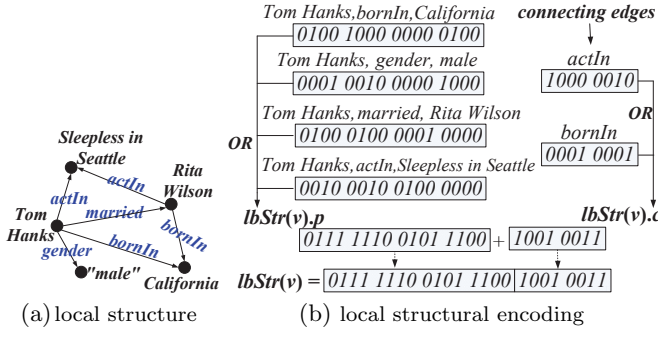 Sleepless in
Seattle
actIn
Rita
Wilson
actIn
married
Tom
Hanks
bornIn
bornIn
gender
"male"
California
(a) local structure
Tom Hanks,bornIn,California
0100 1000 0000 0100
Tom Hanks, gender, male
0001 0010 0000 1000
Tom Hanks,married, Rita Wilson
0100 0100 0001 0000
OR
Tom Hanks,actIn,Sleepless in Seattle
0010 0010 0100 0000
lbStr(v).p
connecting edges
actIn
1000 0010
OR
bornIn
0001 0001
lbStr(v).c
0111 1110 0101 1100 + 1001 0011
lbStr(v) = 0111 1110 0101 1100 1001 0011
(b) local structural encoding